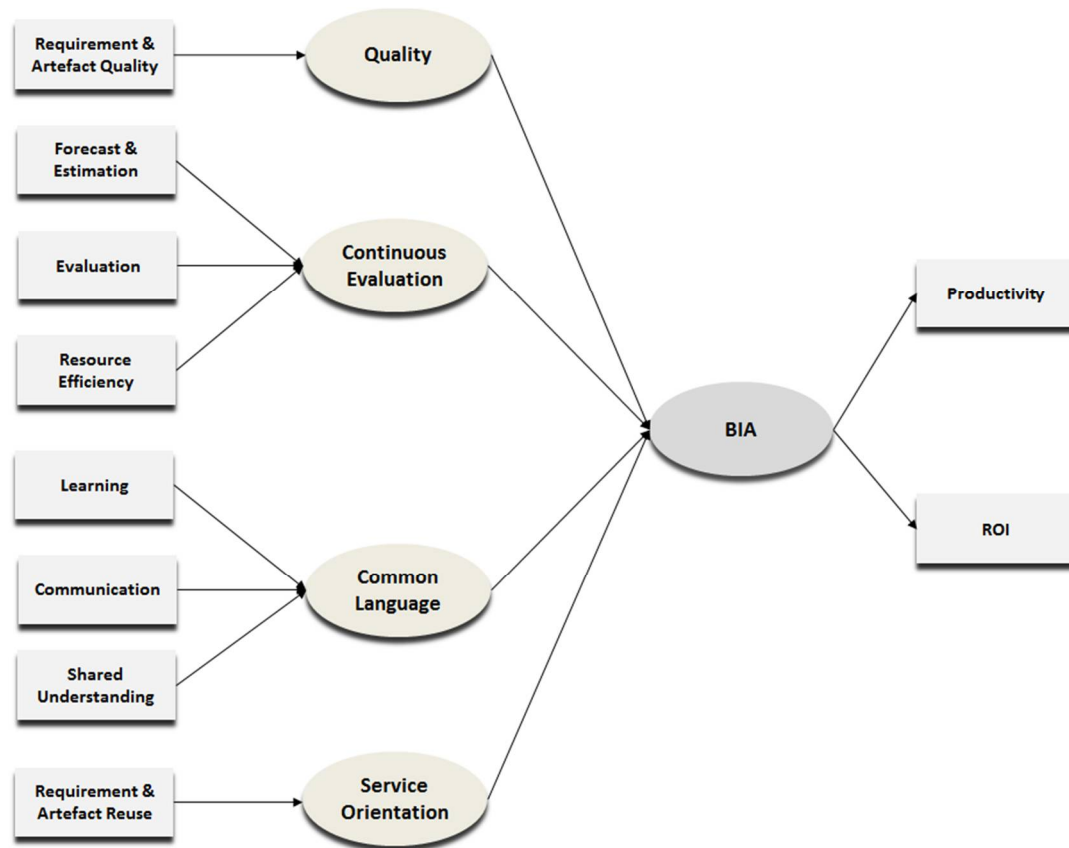 Requirement &
Artefact Quality
Quality
Forecast &
Estimation
Evaluation
Continuous
Evaluation
Resource
Efficiency
Productivity
BIA
Learning
Communication
Common
Language
ROI
Shared
Understanding
Requirement &
Artefact Reuse
Service
Orientation